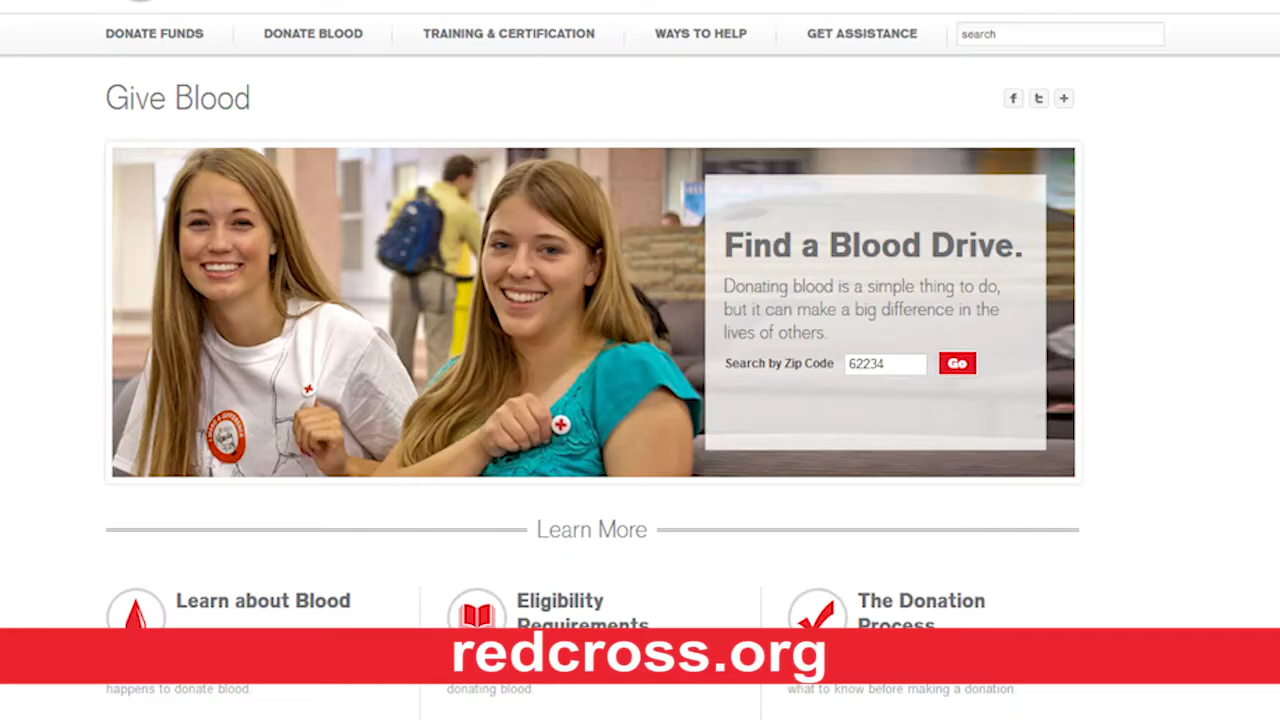 DONATE FUNDS
DONATE BLOOD
TRAINING & CERTIFICATION
WAYS TO HELP
GET ASSISTANCE
search
Give Blood
Find a Blood Drive.
Donating blood is a simple thing to do,
but it can make a big difference in the
lives of others.
Search by Zip Code
62234
Go
Learn More
Learn about Blood
happens to donate blood.
Eligibility
Requirements
donating blood.
The Donation
Process
what to know before making a donation.
redcross.org